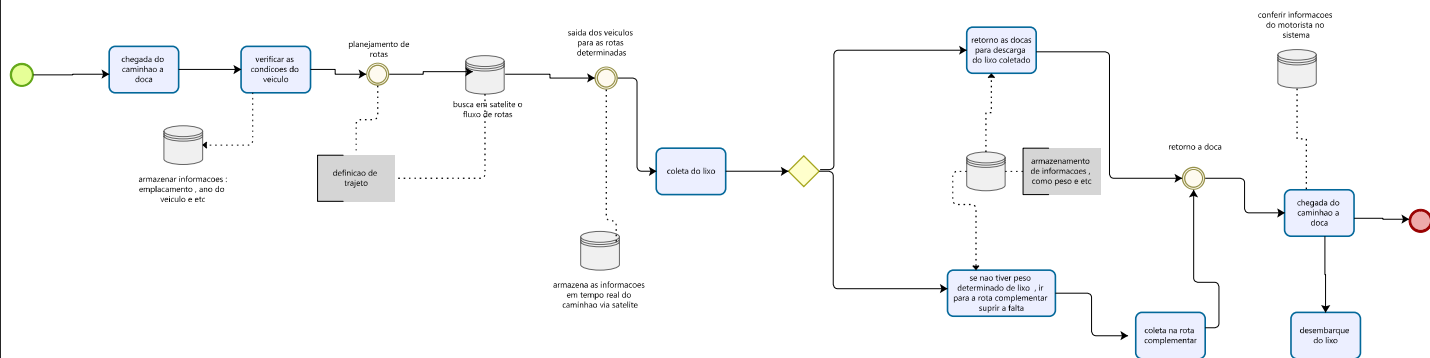 chegada do
caminhao a
doca
verificar as
condicoes do
veiculo
armazenar informacoes :
emplacamento , ano do
veiculo e etc
planejamento de
rotas
definicao de
trajeto
busca em satelite o
fluxo de rotas
saida dos veiculos
para as rotas
determinadas
armazena as informacoes
em tempo real do
caminhao via satelite
coleta do lixo
retorno as docas
para descarga
do lixo coletado
armazenamento
de informacoes ,
como peso e etc
se nao tiver peso
determinado de lixo , ir
para a rota complementar
suprir a falta
coleta na rota
complementar
retorno a doca
conferir informacoes
do motorista no
sistema
chegada do
caminhao a
doca
desembarque
do lixo